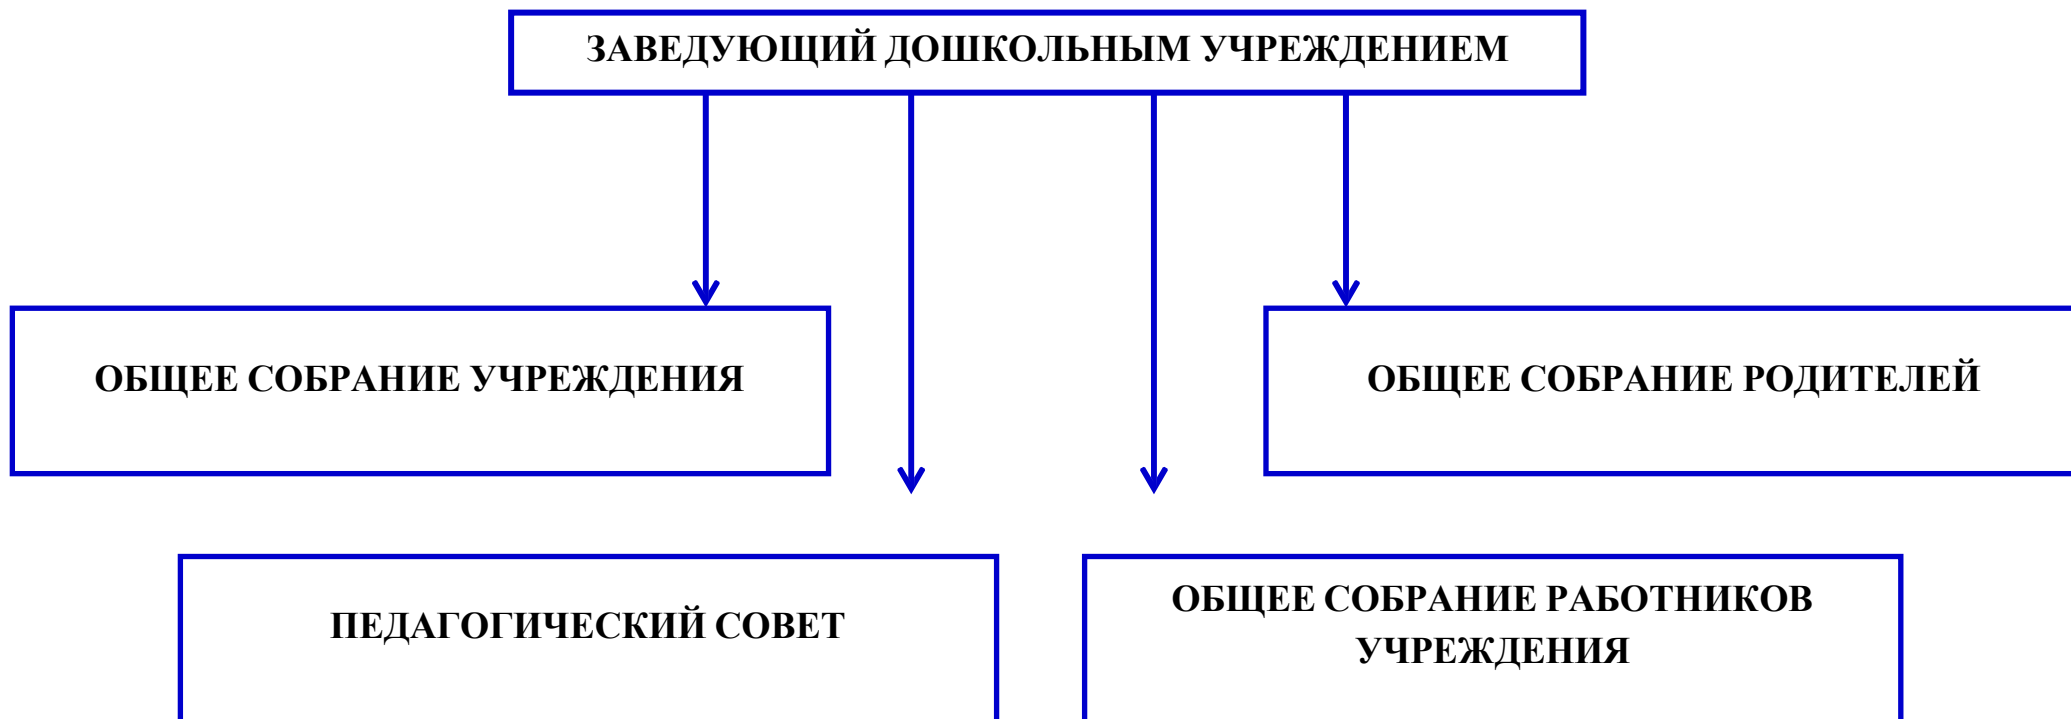 ЗАВЕДУЮЩИЙ ДОШКОЛЬНЫМ УЧРЕЖДЕНИЕМ
ОБЩЕЕ СОБРАНИЕ УЧРЕЖДЕНИЯ
ОБЩЕЕ СОБРАНИЕ РОДИТЕЛЕЙ
ПЕДАГОГИЧЕСКИЙ СОВЕТ
ОБЩЕЕ СОБРАНИЕ РАБОТНИКОВ
УЧРЕЖДЕНИЯ